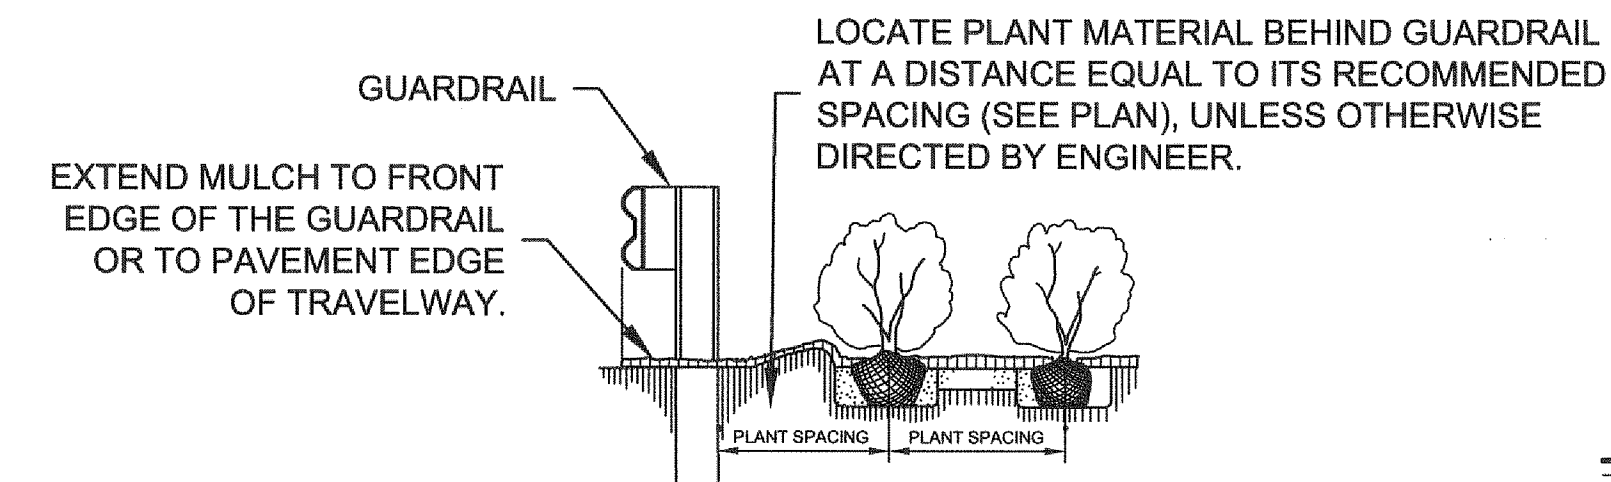 GUARDRAIL
LOCATE PLANT MATERIAL BEHIND GUARDRAIL
AT A DISTANCE EQUAL TO ITS RECOMMENDED
SPACING (SEE PLAN), UNLESS OTHERWISE
DIRECTED BY ENGINEER.
EXTEND MULCH TO FRONT
EDGE OF THE GUARDRAIL
OR TO PAVEMENT EDGE
OF TRAVELWAY.
PLANT SPACING
PLANT SPACING